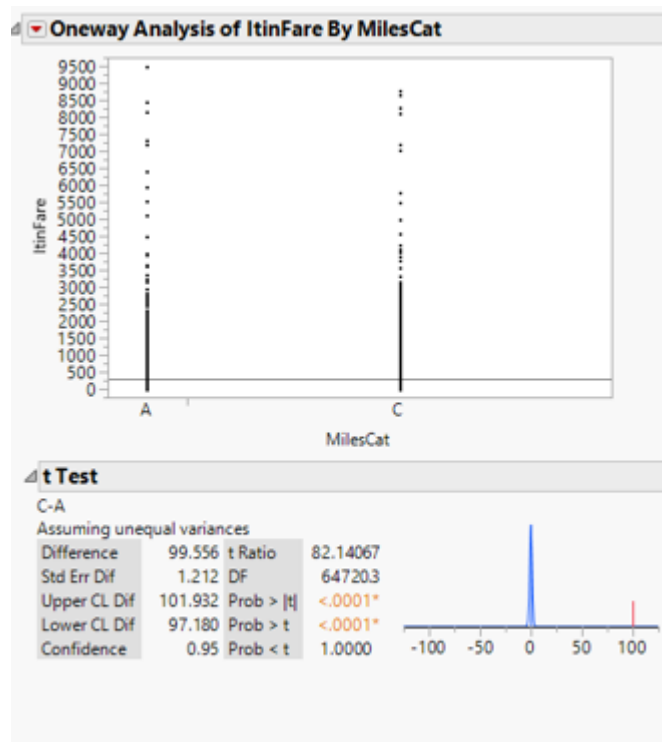 Oneway Analysis of ItinFare By MilesCat
9500
9000
8500
8000
7500
7000
6500
6000
5500
5000
4500
4000
3500
3000
2500
2000
1500
1000
500
0
ItinFare
A C
MilesCat
t Test
C-A
Assuming unequal variances
Difference 99.556 t Ratio 82.14067
Std Err Dif 1.212 DF 64720.3
Upper CL Dif 101.932 Prob > |t| <.0001*
Lower CL Dif 97.180 Prob > t <.0001*
Confidence 0.95 Prob < t 1.0000
-100 -50 0 50 100